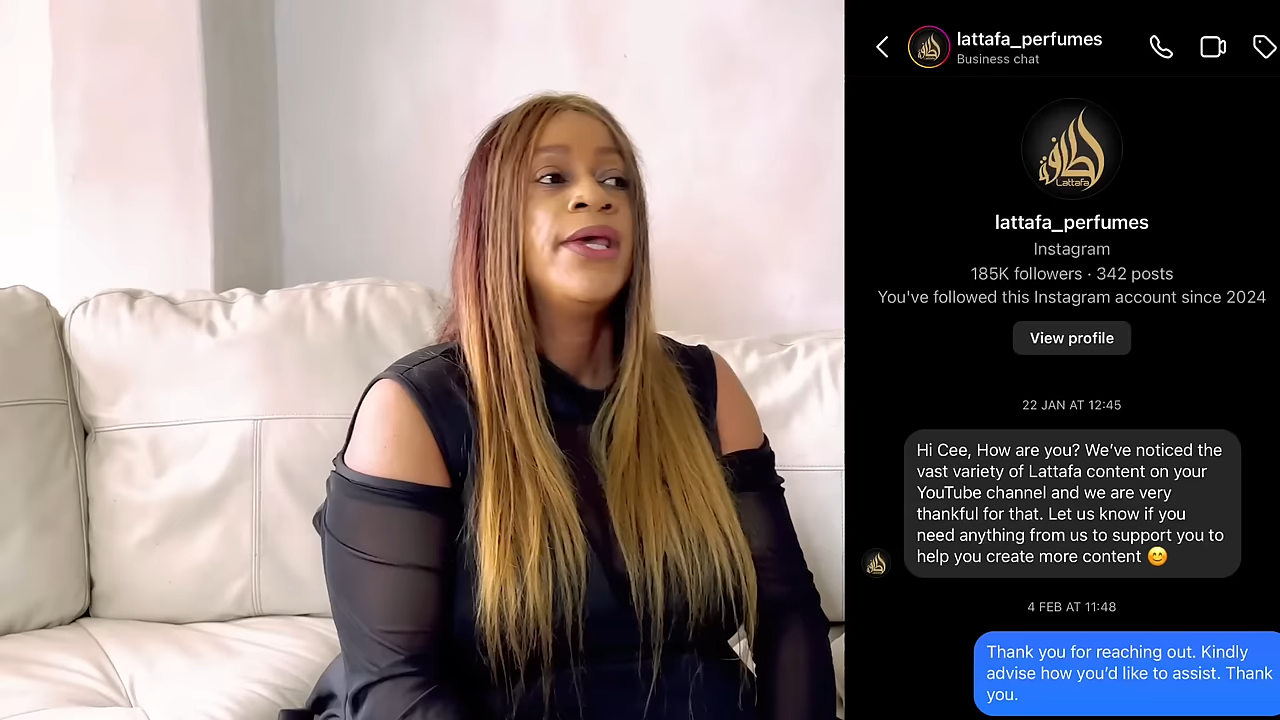 lattafa_perfumes
Business chat
لطافة
Lattafa
lattafa_perfumes
Instagram
185K followers · 342 posts
You've followed this Instagram account since 2024
View profile
22 JAN AT 12:45
Hi Cee, How are you? We've noticed the
vast variety of Lattafa content on your
YouTube channel and we are very
thankful for that. Let us know if you
need anything from us to support you to
help you create more content 😊
4 FEB AT 11:48
Thank you for reaching out. Kindly
advise how you'd like to assist. Thank
you.